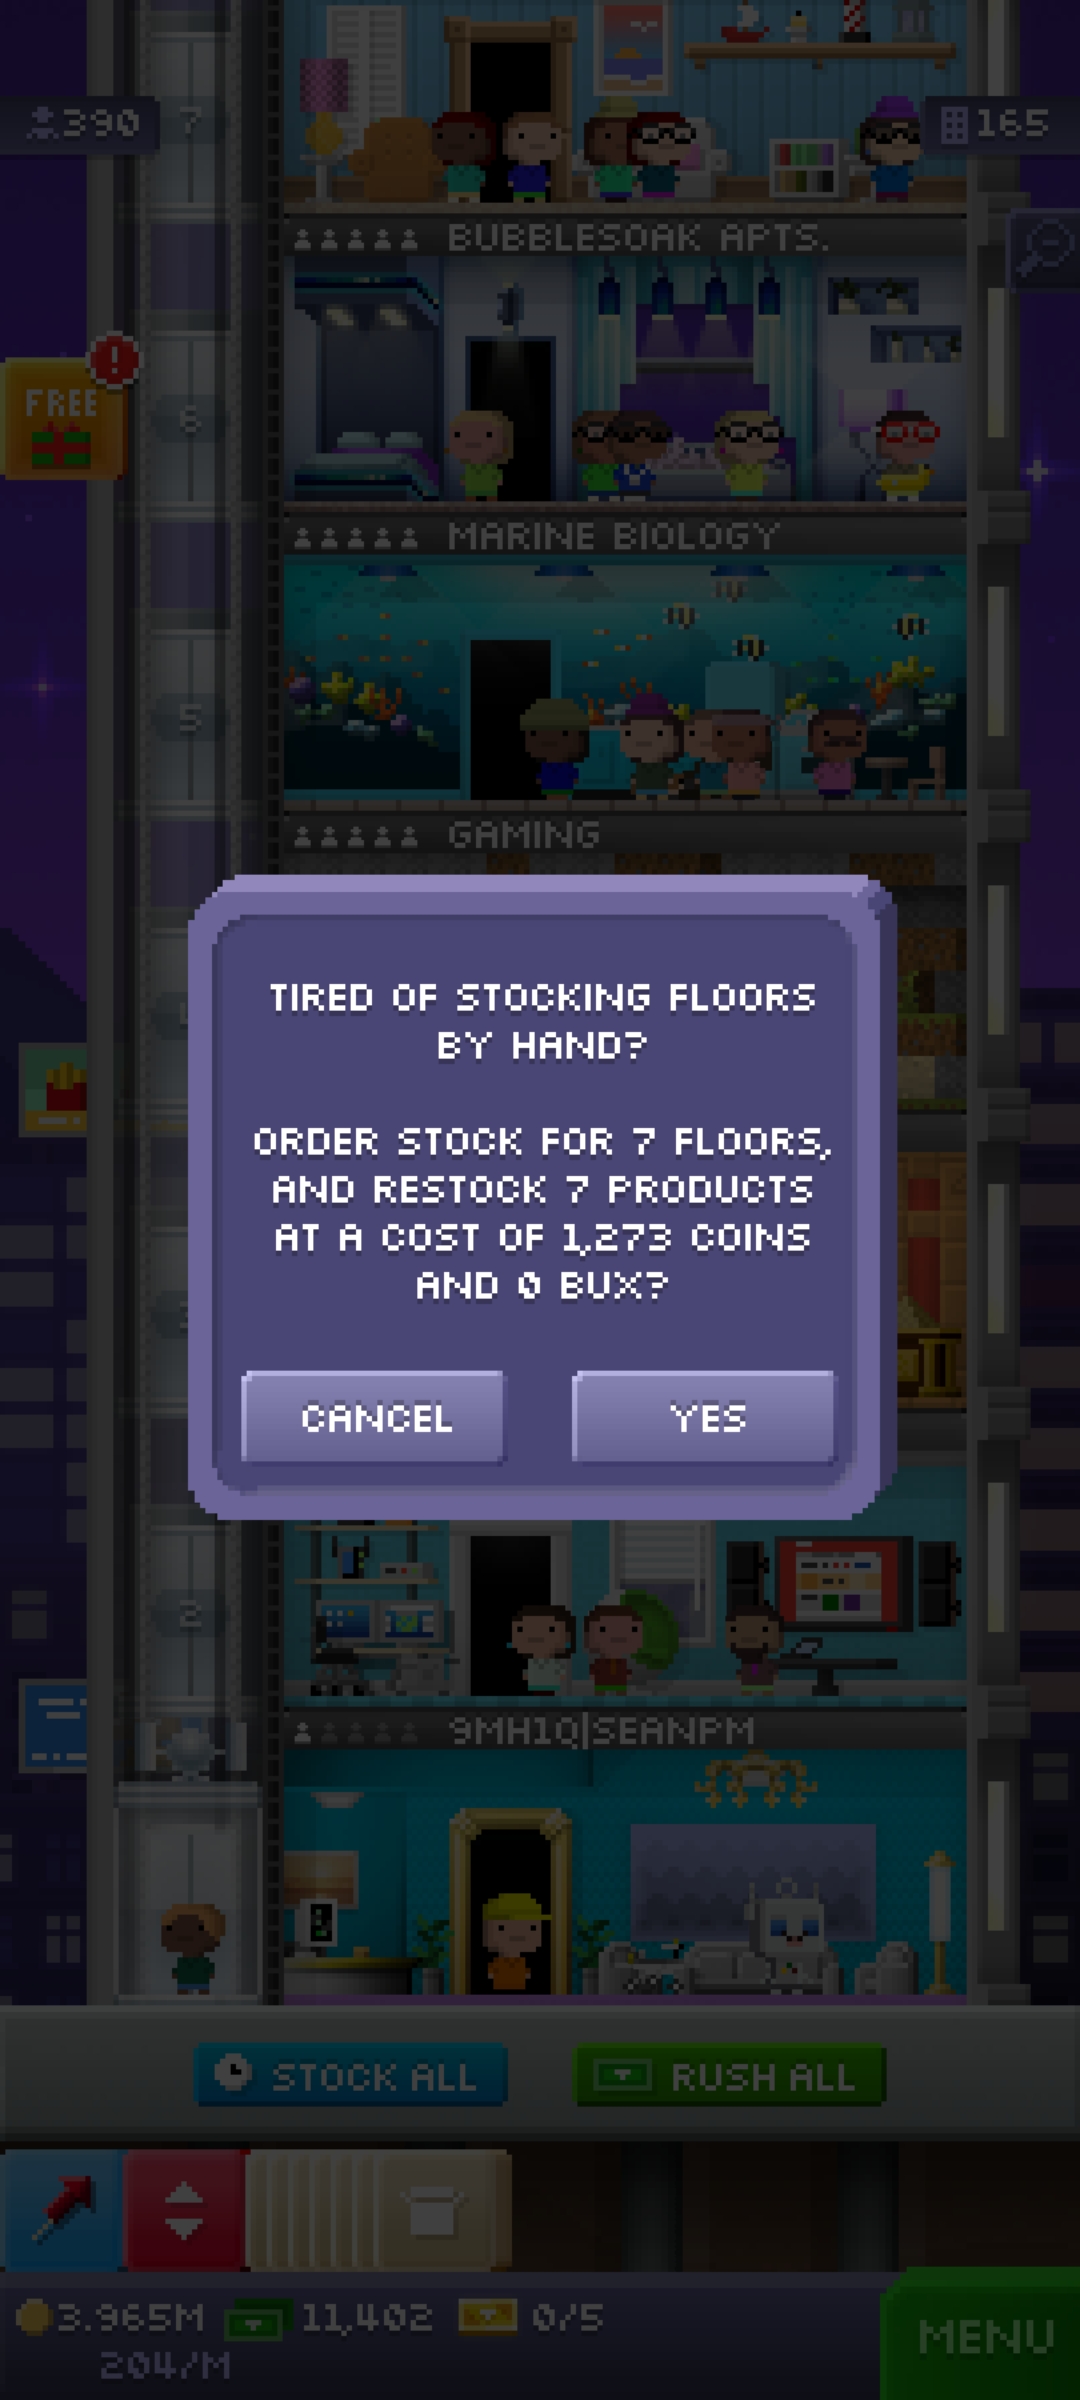 390
7
165
BUBBLESOAK APTS.
FREE
!
6
MARINE BIOLOGY
5
GAMING
TIRED OF STOCKING FLOORS
BY HAND?
ORDER STOCK FOR 7 FLOORS,
AND RESTOCK 7 PRODUCTS
AT A COST OF 1,273 COINS
AND 0 BUX?
CANCEL
YES
2
9MH1Q|SEANPM
STOCK ALL
RUSH ALL
3.965M
11,402
0/5
204/M
MENU